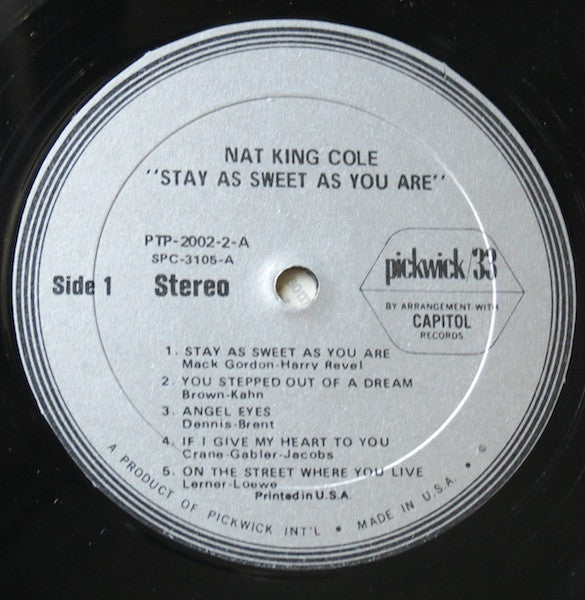 NAT KING COLE
"STAY AS SWEET AS YOU ARE"
PTP-2002-2-A
SPC-3105-A
Side 1
Stereo
pickwick/33
BY ARRANGEMENT WITH
CAPITOL
RECORDS
1. STAY AS SWEET AS YOU ARE
Mack Gordon-Harry Revel
2. YOU STEPPED OUT OF A DREAM
Brown-Kahn
3. ANGEL EYES
Dennis-Brent
4. IF I GIVE MY HEART TO YOU
Crane-Gabler-Jacobs
5. ON THE STREET WHERE YOU LIVE
Lerner-Loewe
Printed in U.S.A.
A PRODUCT OF PICKWICK INT'L • MADE IN U.S.A. • ©